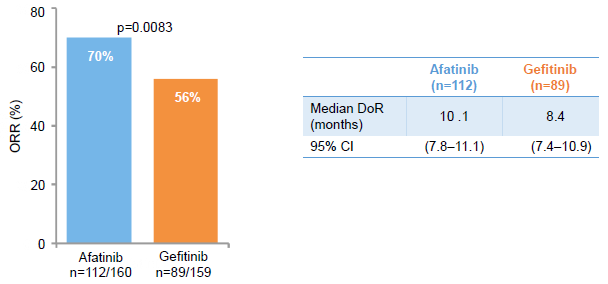 80
60
40
20
0
ORR (%)
p=0.0083
70%
56%
Afatinib
n=112/160
Gefitinib
n=89/159
Afatinib Gefitinib
(n=112) (n=89)
Median DoR
(months) 10 .1 8.4
95% CI (7.8–11.1) (7.4–10.9)